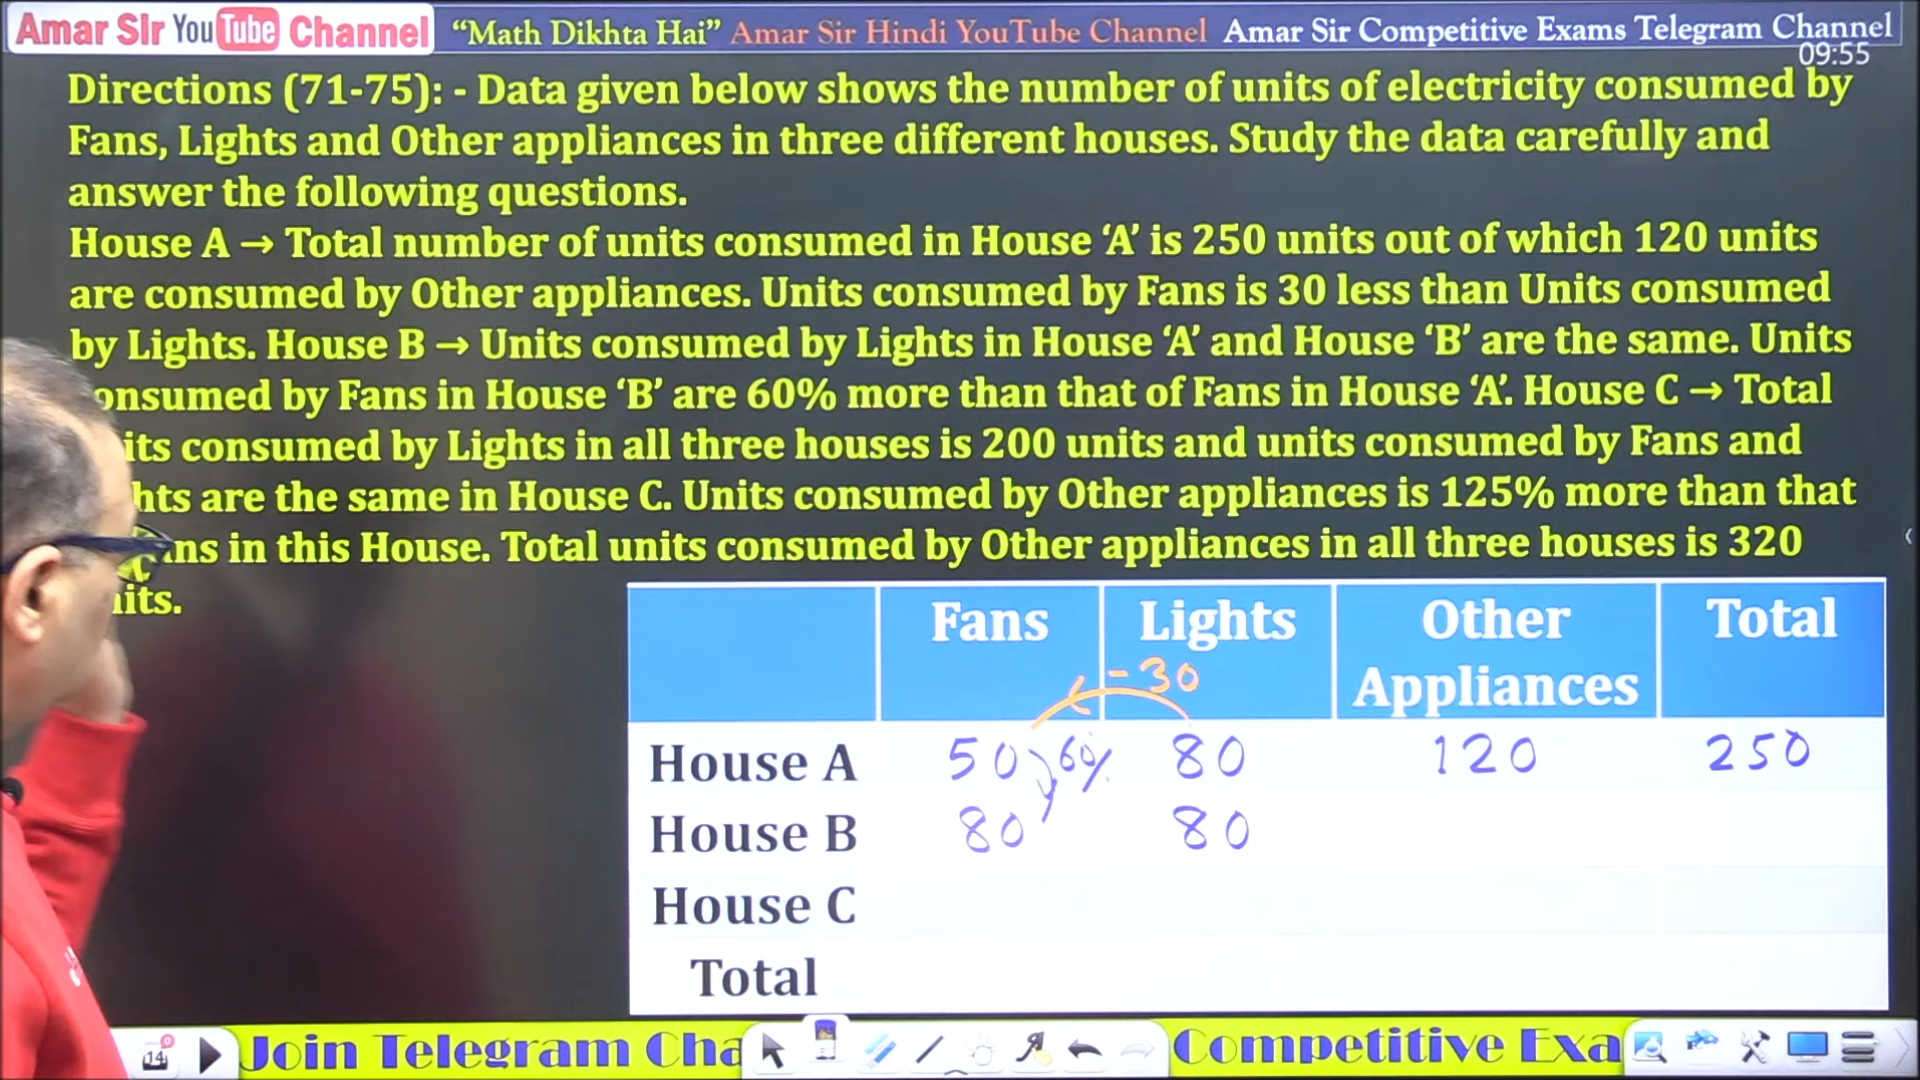 Amar Sir YouTube Channel "Math Dikhta Hai" Amar Sir Hindi YouTube Channel Amar Sir Competitive Exams Telegram Channel
09:55
Directions (71-75): - Data given below shows the number of units of electricity consumed by
Fans, Lights and Other appliances in three different houses. Study the data carefully and
answer the following questions.
House A → Total number of units consumed in House ‘A’ is 250 units out of which 120 units
are consumed by Other appliances. Units consumed by Fans is 30 less than Units consumed
by Lights. House B → Units consumed by Lights in House ‘A’ and House ‘B’ are the same. Units
onsumed by Fans in House ‘B’ are 60% more than that of Fans in House ‘A’. House C → Total
its consumed by Lights in all three houses is 200 units and units consumed by Fans and
hts are the same in House C. Units consumed by Other appliances is 125% more than that
ns in this House. Total units consumed by Other appliances in all three houses is 320
its.
Fans Lights Other Appliances Total
-30
House A 50 60% 80 120 250
House B 80 80
House C
Total
14 Join Telegram Cha Competitive Exa